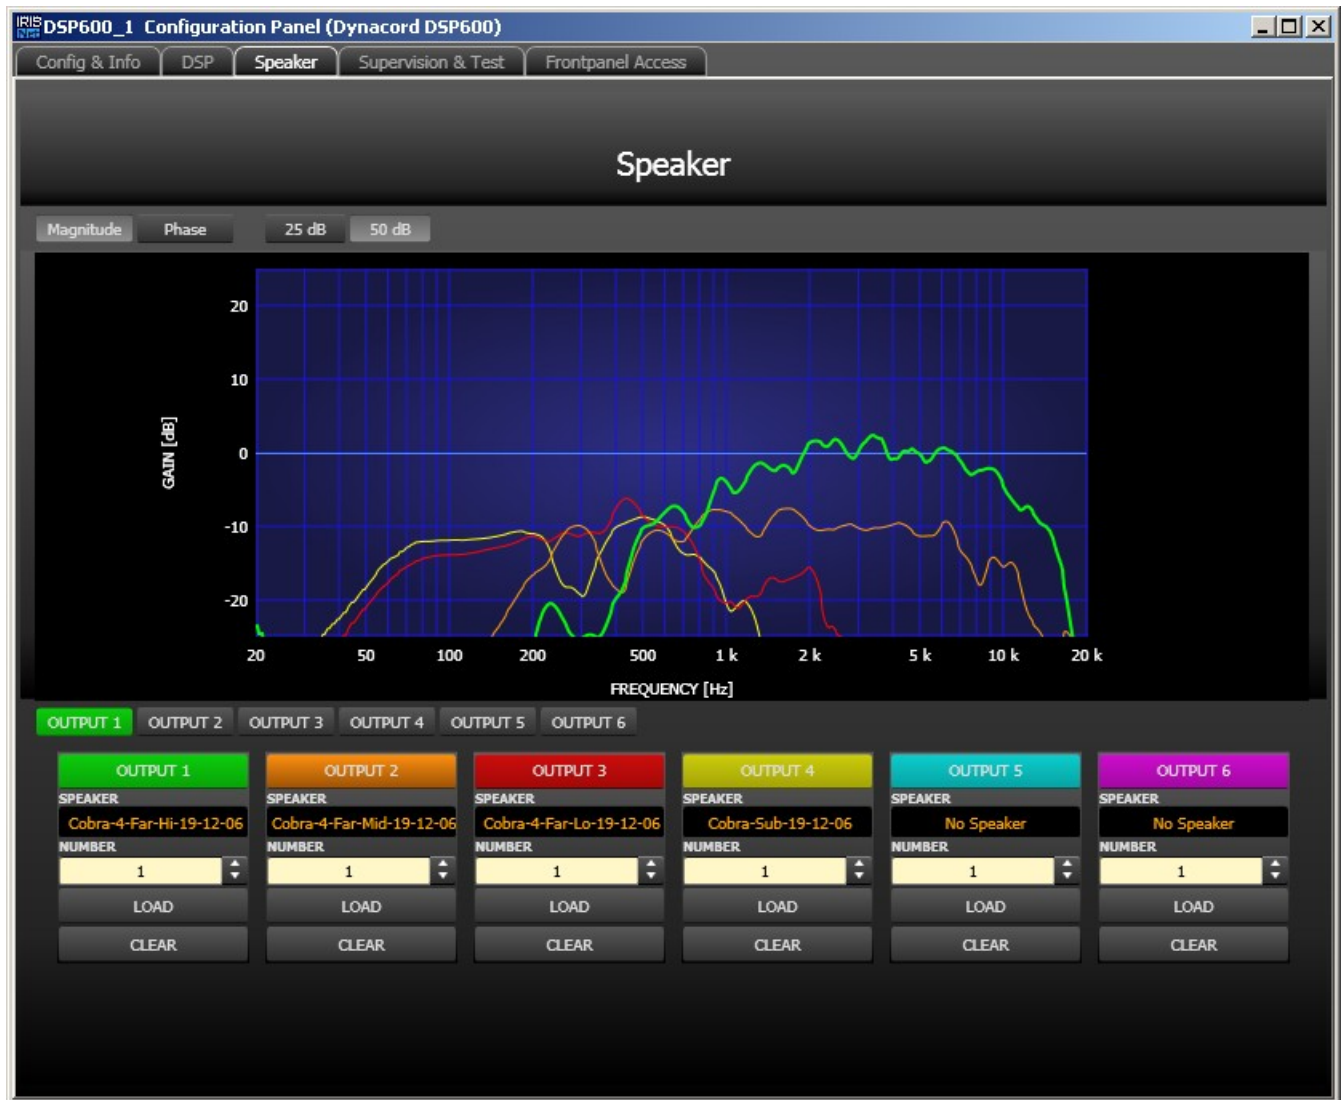 IRIS Net DSP600_1 Configuration Panel (Dynacord DSP600)
Config & Info DSP Speaker Supervision & Test Frontpanel Access
Speaker
Magnitude Phase 25 dB 50 dB
20
10
GAIN [dB]
0
-10
-20
20 50 100 200 500 1 k 2 k 5 k 10 k 20 k
FREQUENCY [Hz]
OUTPUT 1 OUTPUT 2 OUTPUT 3 OUTPUT 4 OUTPUT 5 OUTPUT 6
OUTPUT 1 OUTPUT 2 OUTPUT 3 OUTPUT 4 OUTPUT 5 OUTPUT 6
SPEAKER SPEAKER SPEAKER SPEAKER SPEAKER SPEAKER
Cobra-4-Far-Hi-19-12-06 Cobra-4-Far-Mid-19-12-06 Cobra-4-Far-Lo-19-12-06 Cobra-Sub-19-12-06 No Speaker No Speaker
NUMBER NUMBER NUMBER NUMBER NUMBER NUMBER
1 1 1 1 1 1
LOAD LOAD LOAD LOAD LOAD LOAD
CLEAR CLEAR CLEAR CLEAR CLEAR CLEAR